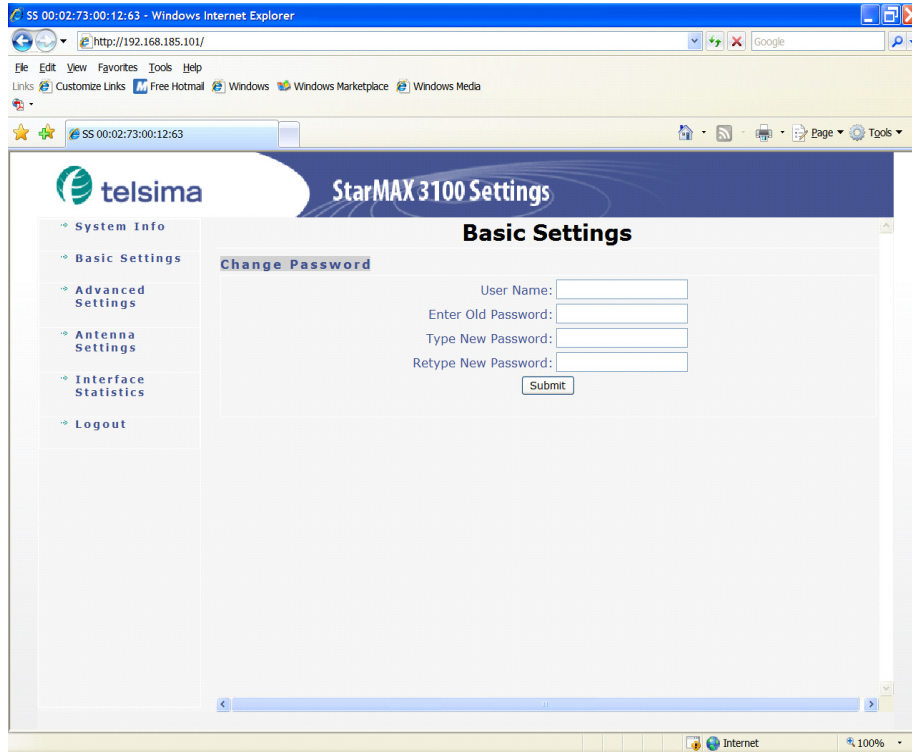 SS 00:02:73:00:12:63 - Windows Internet Explorer
http://192.168.185.101/
Google
File Edit View Favorites Tools Help
Links Customize Links Free Hotmail Windows Windows Marketplace Windows Media
SS 00:02:73:00:12:63
Page Tools
telsima
StarMAX 3100 Settings
System Info
Basic Settings
Advanced
Settings
Antenna
Settings
Interface
Statistics
Logout
Basic Settings
Change Password
User Name:
Enter Old Password:
Type New Password:
Retype New Password:
Submit
Internet
100%